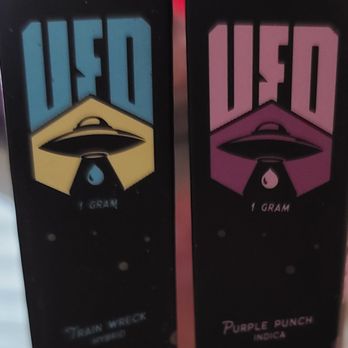 UFO
1 GRAM
TRAIN WRECK
HYBRID
UFO
1 GRAM
PURPLE PUNCH
INDICA